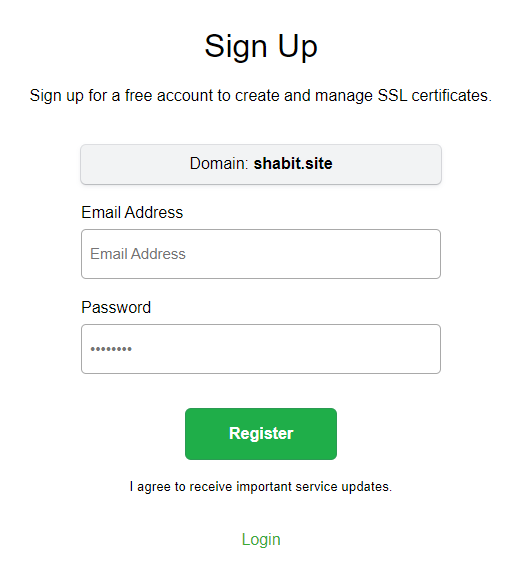 Sign Up
Sign up for a free account to create and manage SSL certificates.
Domain: shabit.site
Email Address
Email Address
Password
••••••••
Register
I agree to receive important service updates.
Login